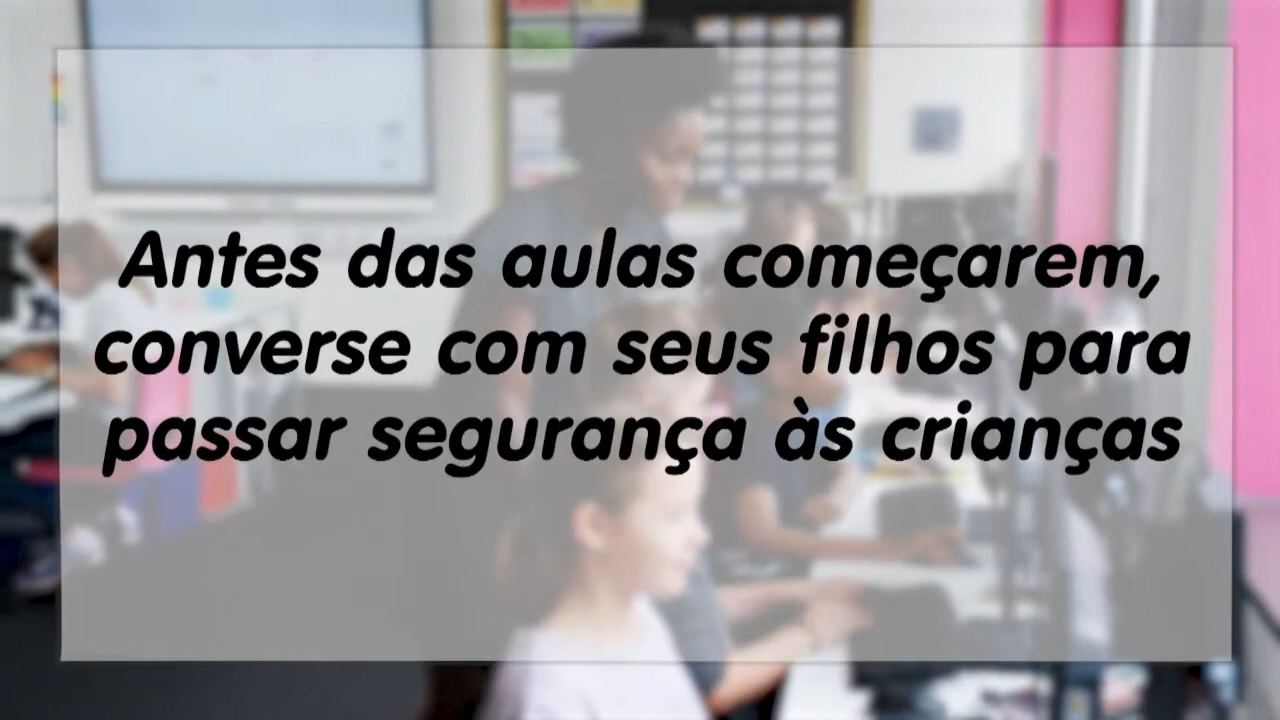 Antes das aulas começarem,
converse com seus filhos para
passar segurança às crianças